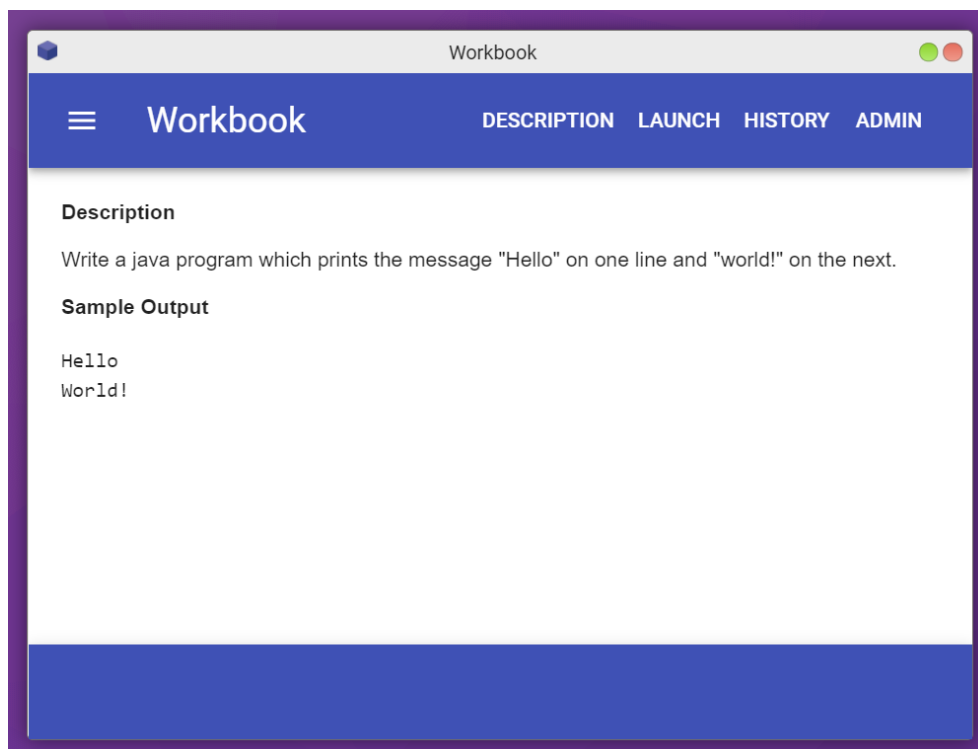 Workbook
Workbook DESCRIPTION LAUNCH HISTORY ADMIN
Description
Write a java program which prints the message "Hello" on one line and "world!" on the next.
Sample Output
Hello
World!